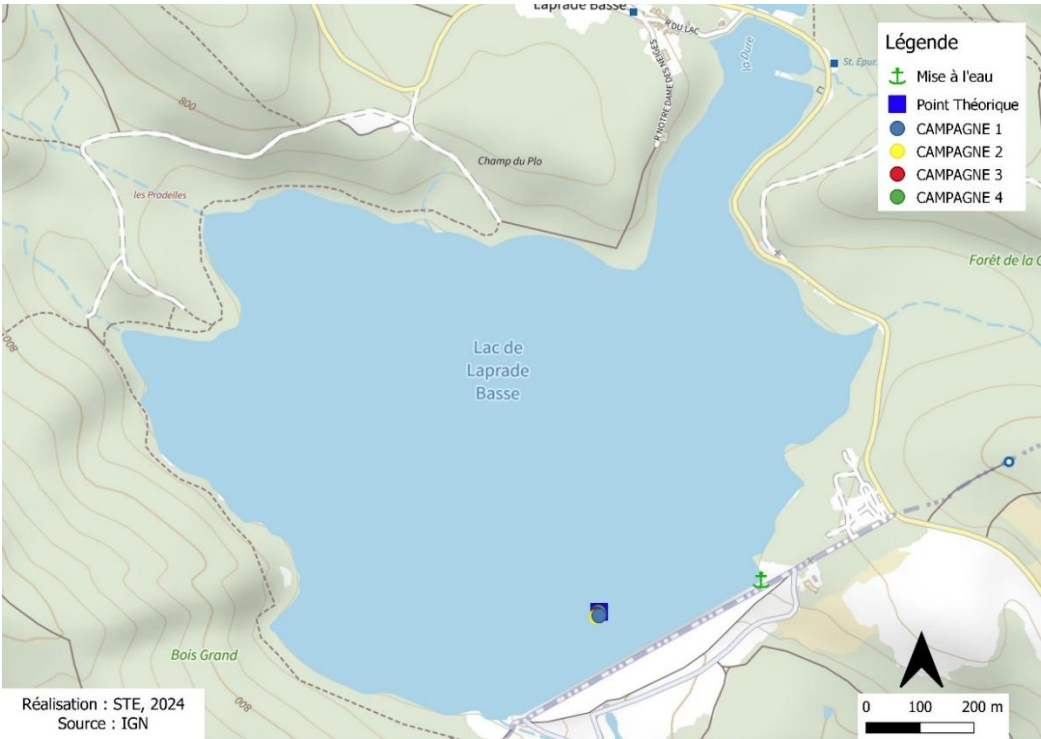 Laprade Basse
R DU LAC
la Dure
St. Épur.
R NOTRE DAME DES NEIGES
800
Champ du Plo
les Pradelles
Légende
Mise à l'eau
Point Théorique
CAMPAGNE 1
CAMPAGNE 2
CAMPAGNE 3
CAMPAGNE 4
Forêt de la
Lac de
Laprade
Basse
800
Bois Grand
800
Réalisation : STE, 2024
Source : IGN
0 100 200 m